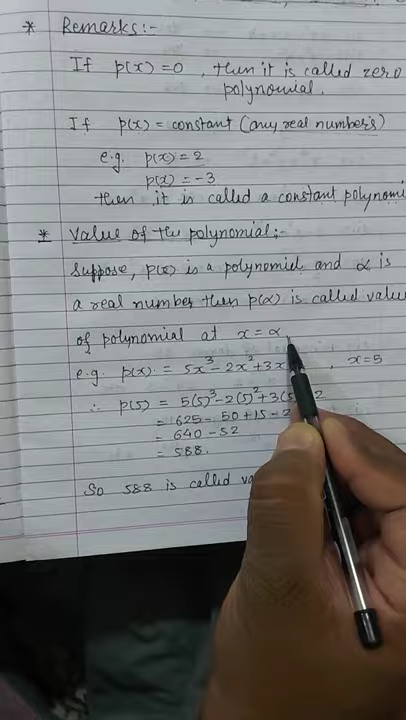 * Remarks:-
If p(x) = 0, then it is called zero
polynomial.
If p(x) = constant (any real numbers)
e.g. p(x) = 2
p(x) = -3
then it is called a constant
* Value of the polynomial:-
Suppose, p(x) is a polynomial and α is
a real number then p(α) is called value
of polynomial at x = α
e.g. p(x) = 5x³ - 2x² + 3x , x = 5
∴ p(5) = 5(5)³ - 2(5)² + 3(5) 2
= 625 - 50 + 15 - 2
= 640 - 52
= 588.
So 588 is called